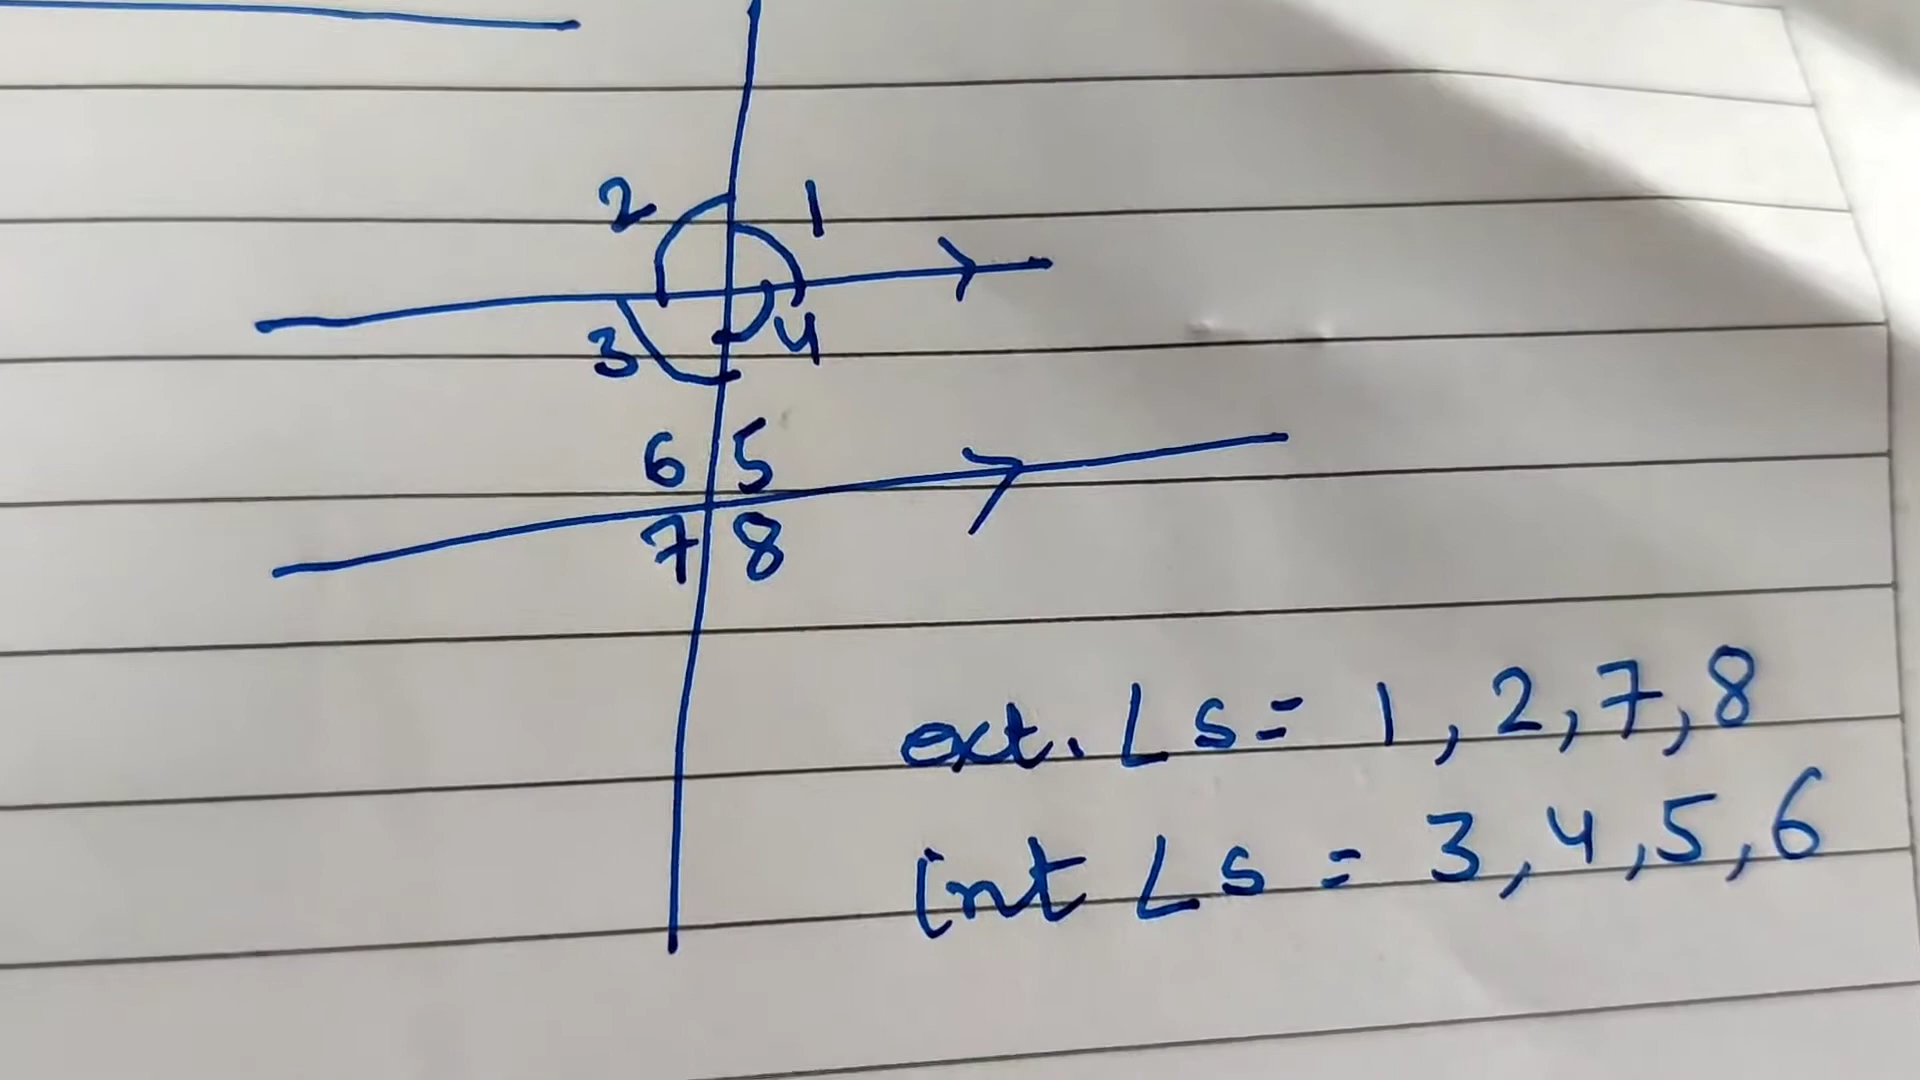 2 1
3 4
6 5
7 8
ext. ∠s = 1, 2, 7, 8
int ∠s = 3, 4, 5, 6